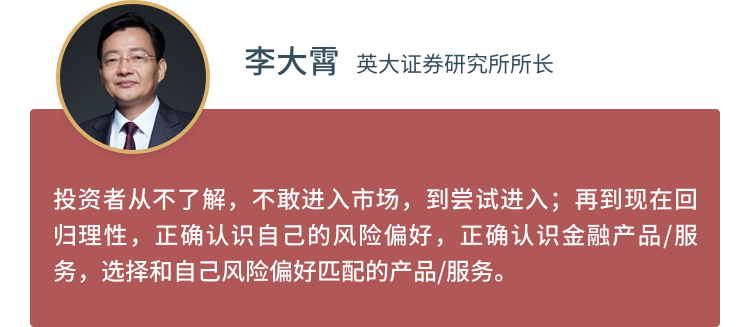 李大霄 英大证券研究所所长
投资者从不了解，不敢进入市场，到尝试进入；再到现在回
归理性，正确认识自己的风险偏好，正确认识金融产品/服
务，选择和自己风险偏好匹配的产品/服务。